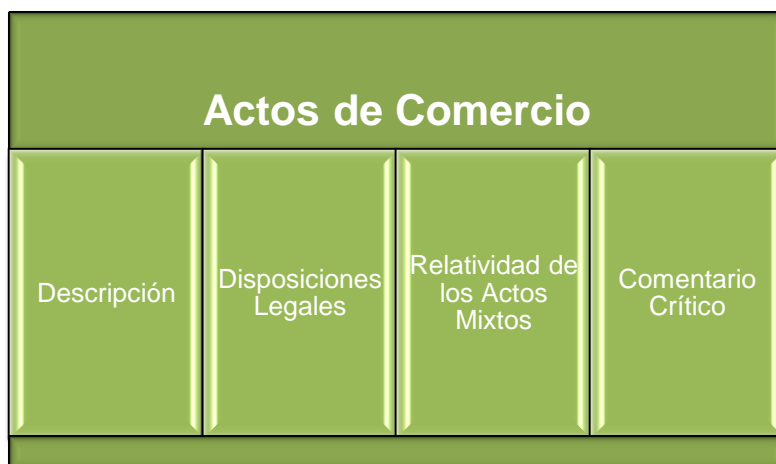 Actos de Comercio
Descripción
Disposiciones
Legales
Relatividad de
los Actos
Mixtos
Comentario
Crítico